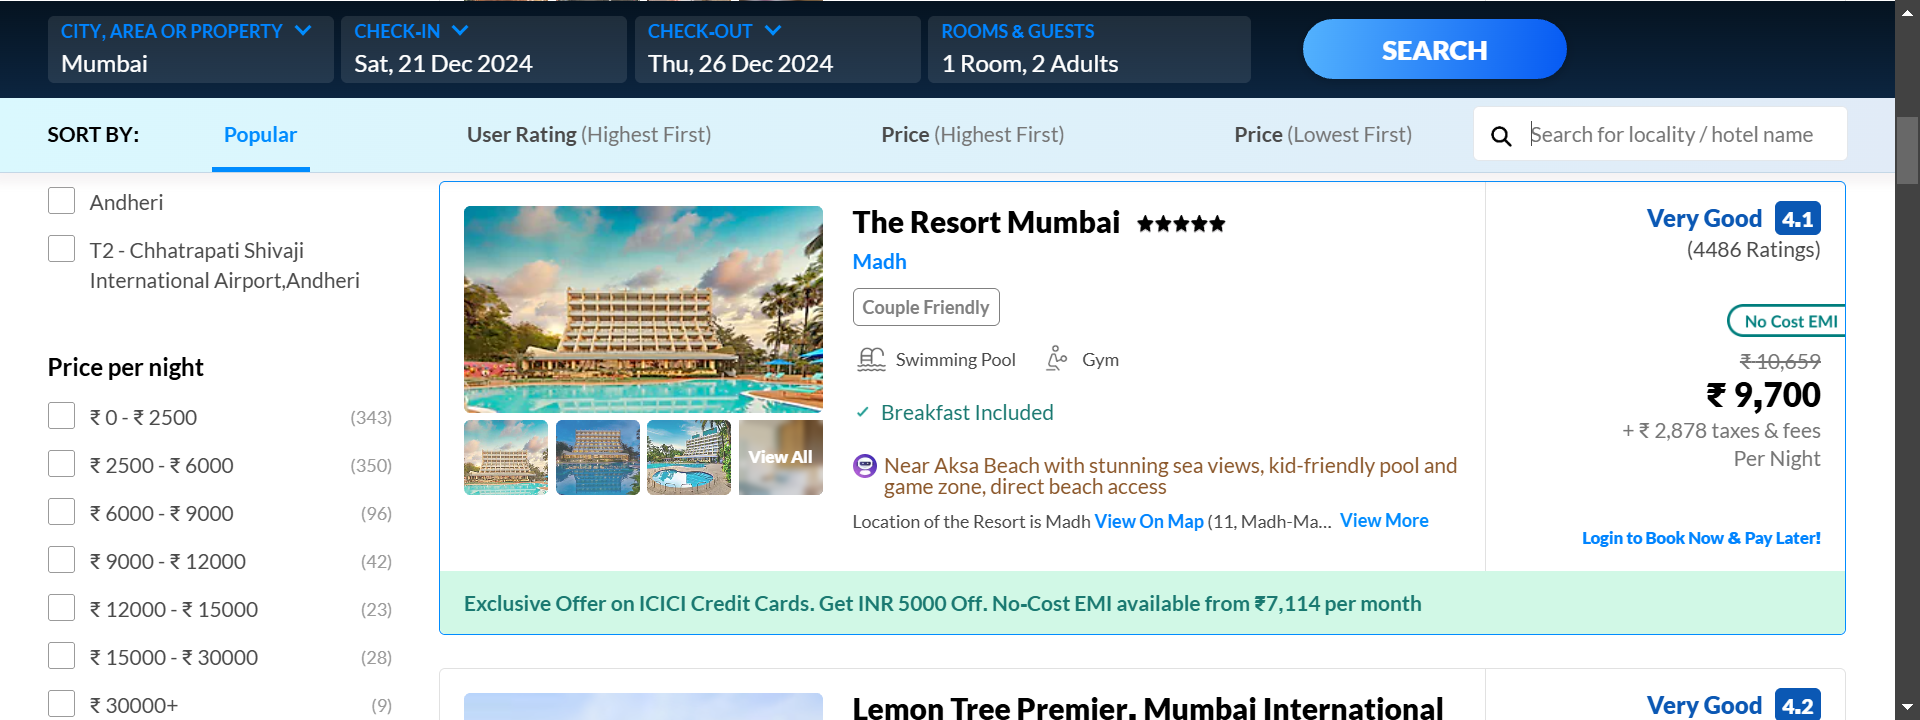 CITY, AREA OR PROPERTY
Mumbai
CHECK-IN
Sat, 21 Dec 2024
CHECK-OUT
Thu, 26 Dec 2024
ROOMS & GUESTS
1 Room, 2 Adults
SEARCH
SORT BY:
Popular
User Rating (Highest First)
Price (Highest First)
Price (Lowest First)
Search for locality / hotel name
Andheri
T2 - Chhatrapati Shivaji
International Airport,Andheri
Price per night
₹ 0 - ₹ 2500 (343)
₹ 2500 - ₹ 6000 (350)
₹ 6000 - ₹ 9000 (96)
₹ 9000 - ₹ 12000 (42)
₹ 12000 - ₹ 15000 (23)
₹ 15000 - ₹ 30000 (28)
₹ 30000+ (9)
The Resort Mumbai
Madh
Couple Friendly
Swimming Pool Gym
Breakfast Included
Near Aksa Beach with stunning sea views, kid-friendly pool and
game zone, direct beach access
Location of the Resort is Madh View On Map (11, Madh-Ma... View More
View All
Very Good 4.1
(4486 Ratings)
No Cost EMI
₹ 10,659
₹ 9,700
+ ₹ 2,878 taxes & fees
Per Night
Login to Book Now & Pay Later!
Exclusive Offer on ICICI Credit Cards. Get INR 5000 Off. No-Cost EMI available from ₹7,114 per month
Lemon Tree Premier, Mumbai International
Very Good 4.2